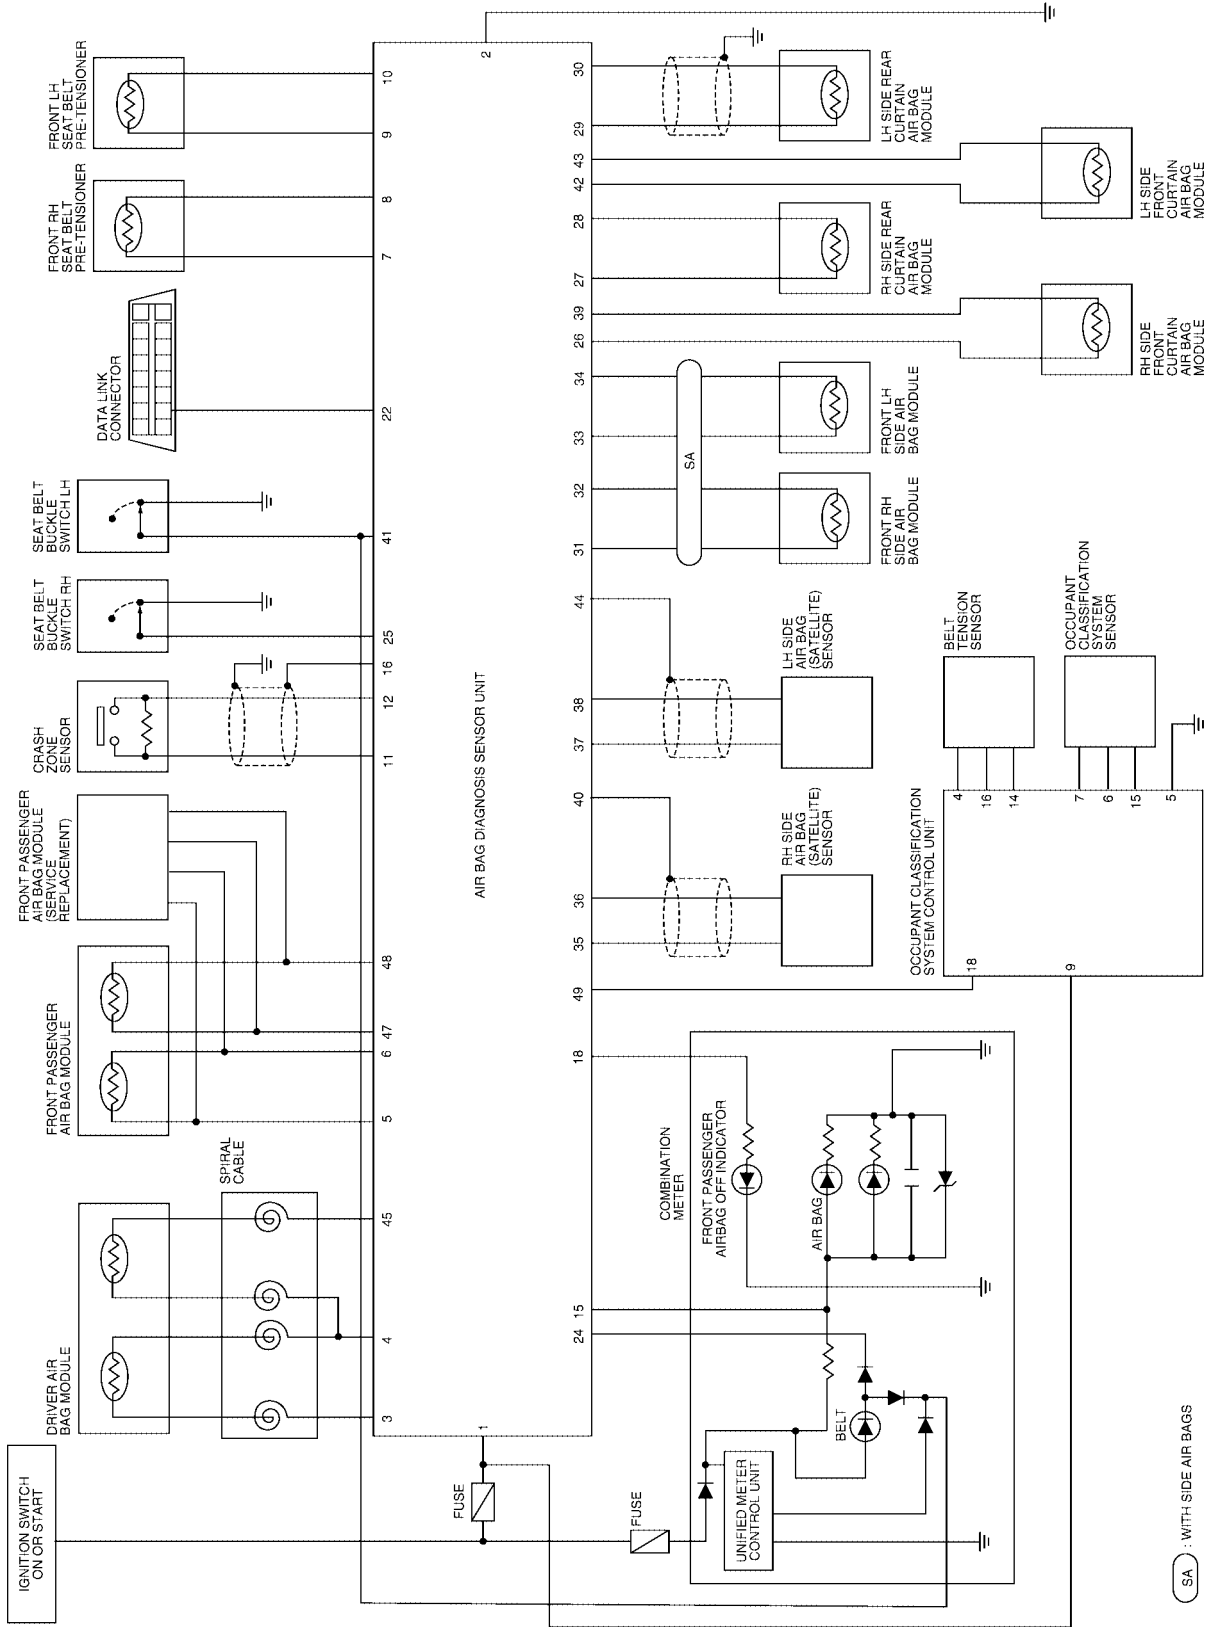 IGNITION SWITCH
ON OR START
DRIVER AIR
BAG MODULE
SPIRAL
CABLE
FRONT PASSENGER
AIR BAG MODULE
FRONT PASSENGER
AIR BAG MODULE
(SERVICE
REPLACEMENT)
CRASH
ZONE
SENSOR
SEAT BELT
BUCKLE
SWITCH RH
SEAT BELT
BUCKLE
SWITCH LH
DATA LINK
CONNECTOR
FRONT RH
SEAT BELT
PRE-TENSIONER
FRONT LH
SEAT BELT
PRE-TENSIONER
FUSE
1
3
4
45
5
6
47
48
11
12
16
25
41
22
7
8
9
10
2
AIR BAG DIAGNOSIS SENSOR UNIT
24
15
18
49
35
36
40
37
38
44
31
32
33
34
26
39
27
28
42
43
29
30
FUSE
COMBINATION
METER
FRONT PASSENGER
AIRBAG OFF INDICATOR
AIR BAG
BELT
UNIFIED METER
CONTROL UNIT
RH SIDE
AIR BAG
(SATELLITE)
SENSOR
LH SIDE
AIR BAG
(SATELLITE)
SENSOR
SA
FRONT RH
SIDE AIR
BAG MODULE
FRONT LH
SIDE AIR
BAG MODULE
RH SIDE REAR
CURTAIN
AIR BAG
MODULE
LH SIDE REAR
CURTAIN
AIR BAG
MODULE
RH SIDE
FRONT
CURTAIN
AIR BAG
MODULE
LH SIDE
FRONT
CURTAIN
AIR BAG
MODULE
OCCUPANT CLASSIFICATION
SYSTEM CONTROL UNIT
18
9
4
16
14
7
6
15
5
BELT
TENSION
SENSOR
OCCUPANT
CLASSIFICATION
SYSTEM
SENSOR
SA : WITH SIDE AIR BAGS